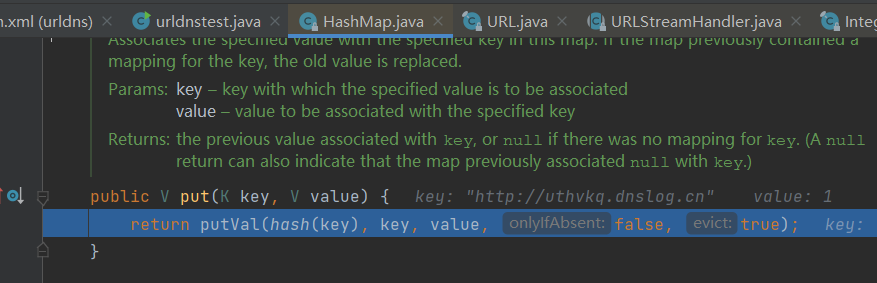 n.xml (urldns) × urldnstest.java × HashMap.java × URL.java × URLStreamHandler.java × Inte
Associates the specified value with the specified key in this map. If the map previously contained a
mapping for the key, the old value is replaced.
Params: key – key with which the specified value is to be associated
value – value to be associated with the specified key
Returns: the previous value associated with key, or null if there was no mapping for key. (A null
return can also indicate that the map previously associated null with key.)
public V put(K key, V value) { key: "http://uthvkq.dnslog.cn" value: 1
return putVal(hash(key), key, value, onlyIfAbsent: false, evict: true); key:
}